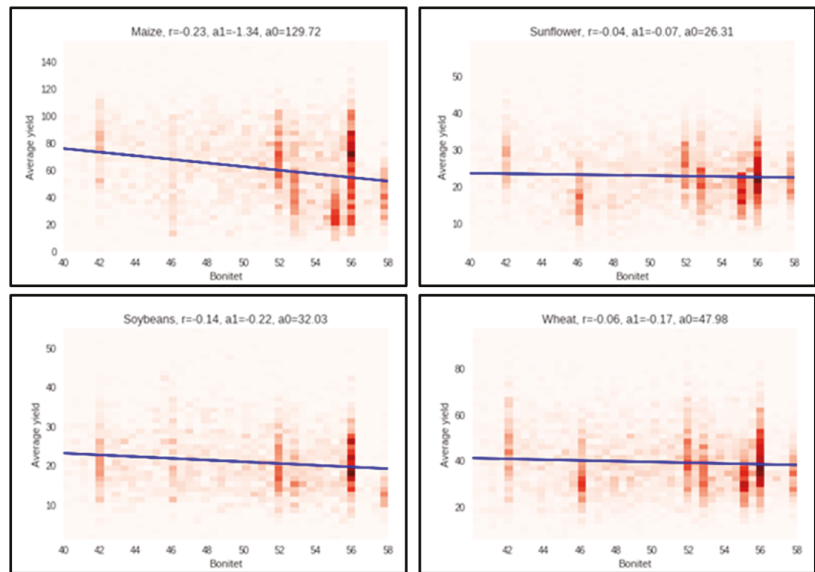 Maize, r=-0.23, a1=-1.34, a0=129.72
Average yield
140
120
100
80
60
40
20
0
40 42 44 46 48 50 52 54 56 58
Bonitet
Sunflower, r=-0.04, a1=-0.07, a0=26.31
Average yield
50
40
30
20
10
40 42 44 46 48 50 52 54 56 58
Bonitet
Soybeans, r=-0.14, a1=-0.22, a0=32.03
Average yield
50
40
30
20
10
40 42 44 46 48 50 52 54 56 58
Bonitet
Wheat, r=-0.06, a1=-0.17, a0=47.98
Average yield
80
60
40
20
42 44 46 48 50 52 54 56 58
Bonitet